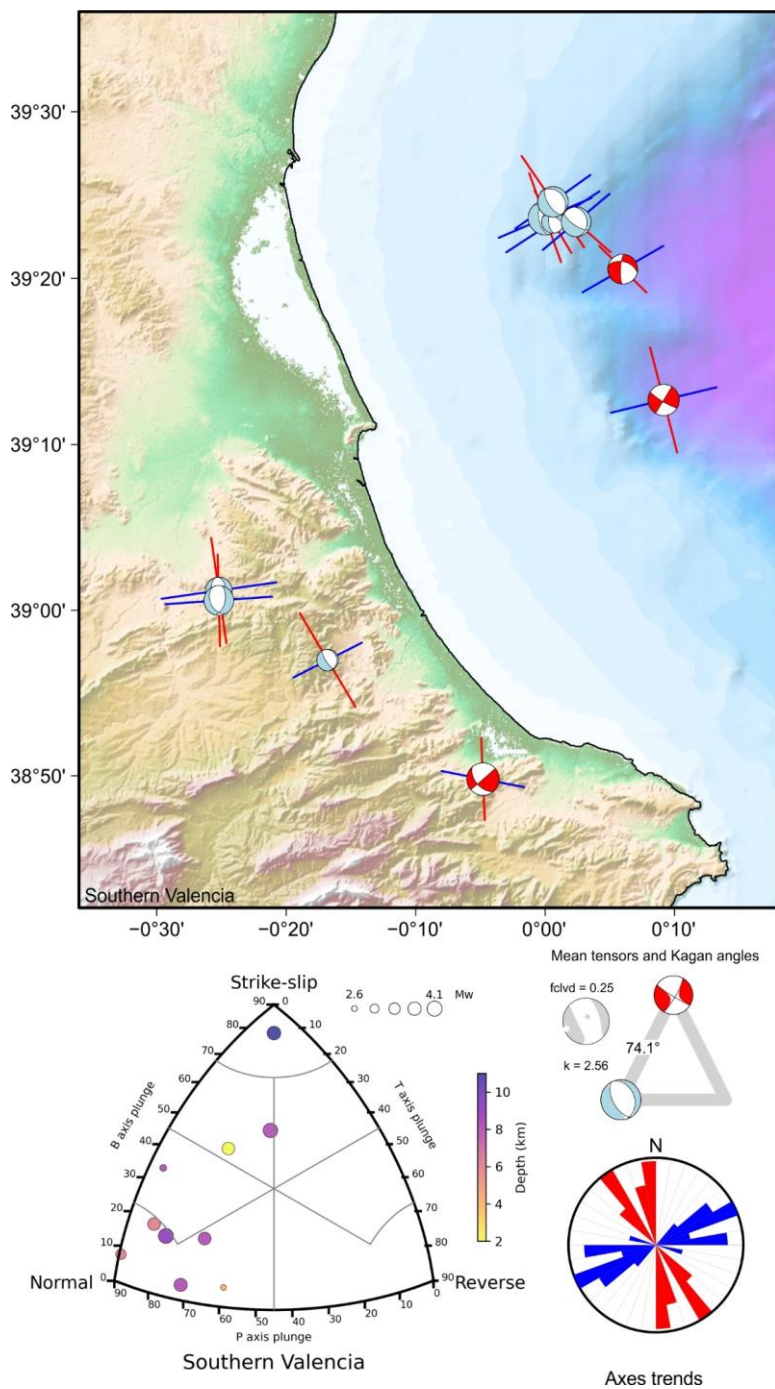 39°30'
39°20'
39°10'
39°00'
38°50'
Southern Valencia
−0°30' −0°20' −0°10' 0°00' 0°10'
Mean tensors and Kagan angles
fclvd = 0.25
74.1°
k = 2.56
Strike-slip
2.6 4.1 Mw
90 0
80 10
70 20
60 30
50 40
40 50
30 60
20 70
10 80
0 90
B axis plunge
T axis plunge
Normal
Reverse
90 80 70 60 50 40 30 20 10 0
P axis plunge
Southern Valencia
10
8
6
4
2
Depth (km)
N
Axes trends